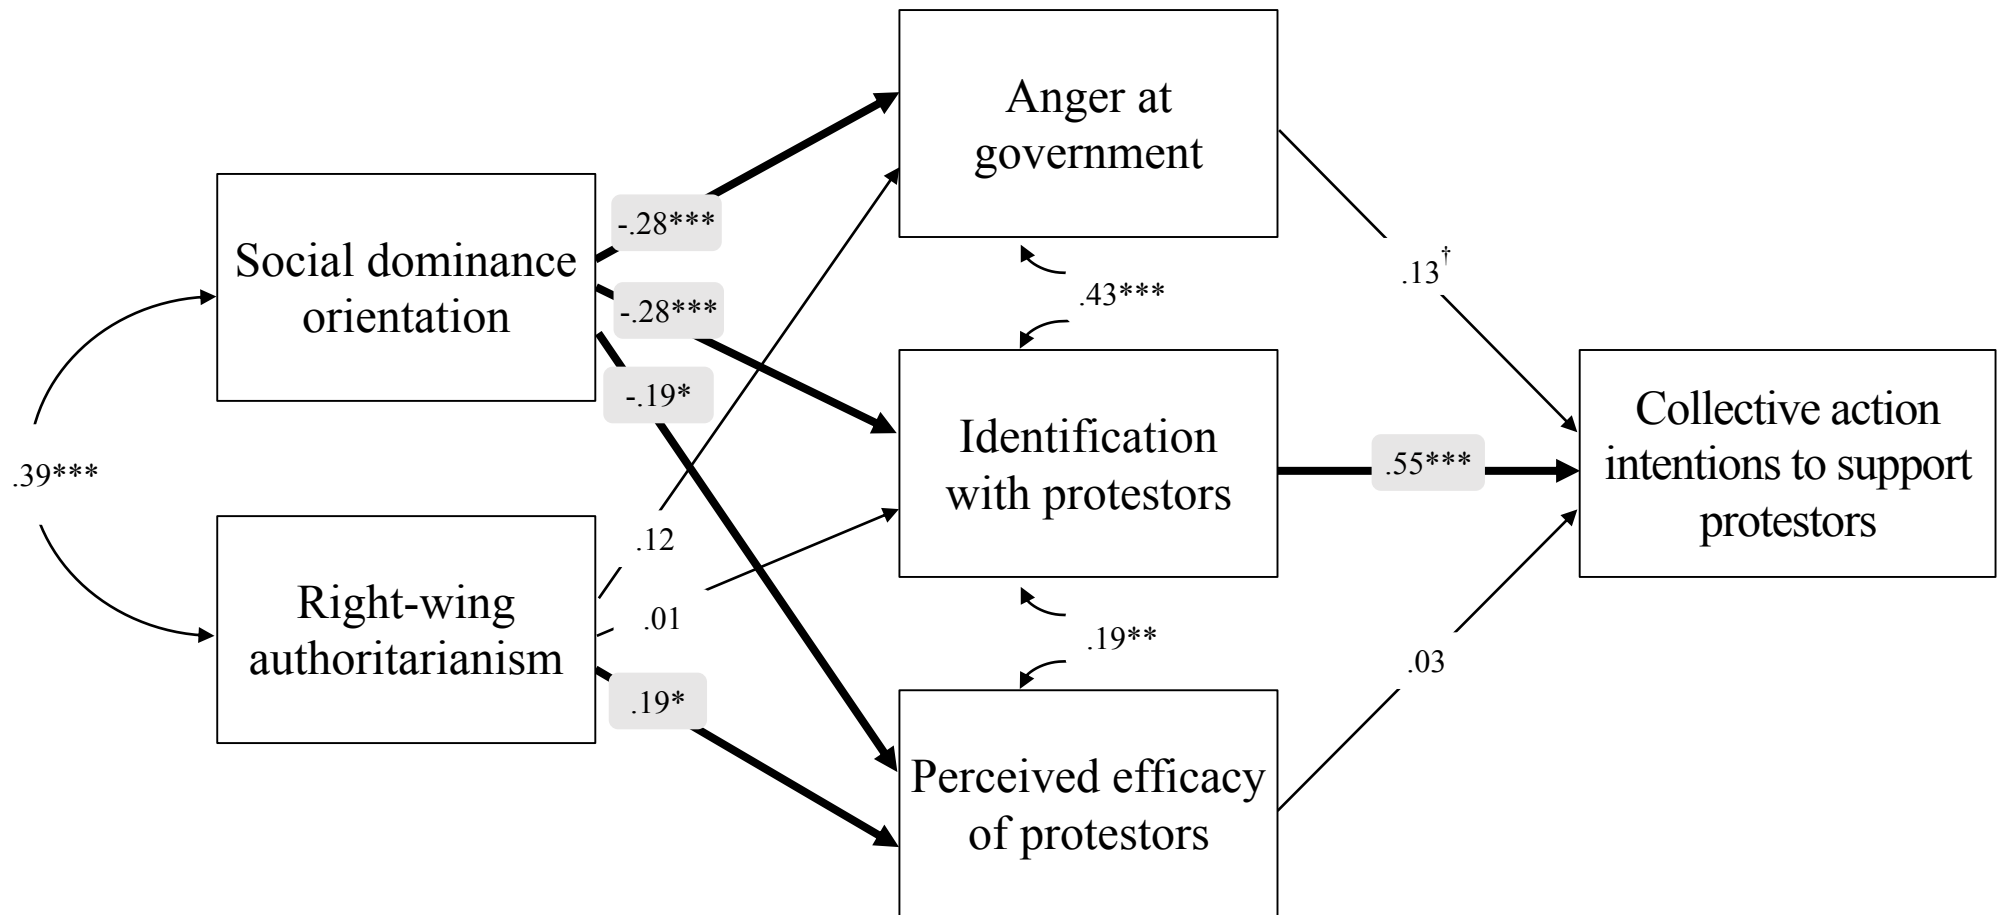 Anger at
government
Social dominance
orientation
-.28***
-.28***
-.19*
.13†
.43***
.39***
Identification
with protestors
.55***
Collective action
intentions to support
protestors
.12
.01
Right-wing
authoritarianism
.19*
.19**
.03
Perceived efficacy
of protestors